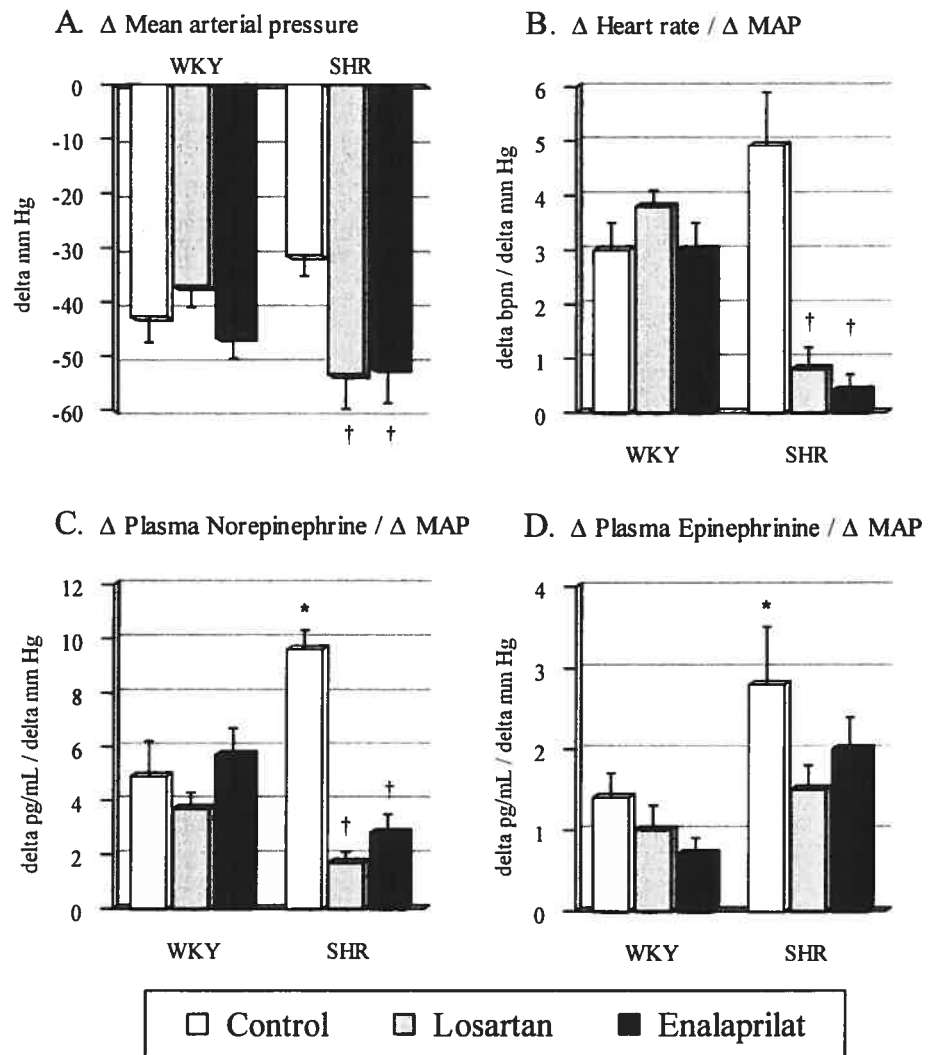 A. Δ Mean arterial pressure
WKY SHR
0
-10
-20
-30
-40
-50
-60
delta mm Hg
† †
B. Δ Heart rate / Δ MAP
6
5
4
3
2
1
0
delta bpm / delta mm Hg
† †
WKY SHR
C. Δ Plasma Norepinephrine / Δ MAP
12
10
8
6
4
2
0
delta pg/mL / delta mm Hg
*
† †
WKY SHR
D. Δ Plasma Epinephrinine / Δ MAP
4
3
2
1
0
delta pg/mL / delta mm Hg
*
WKY SHR
Control Losartan Enalaprilat